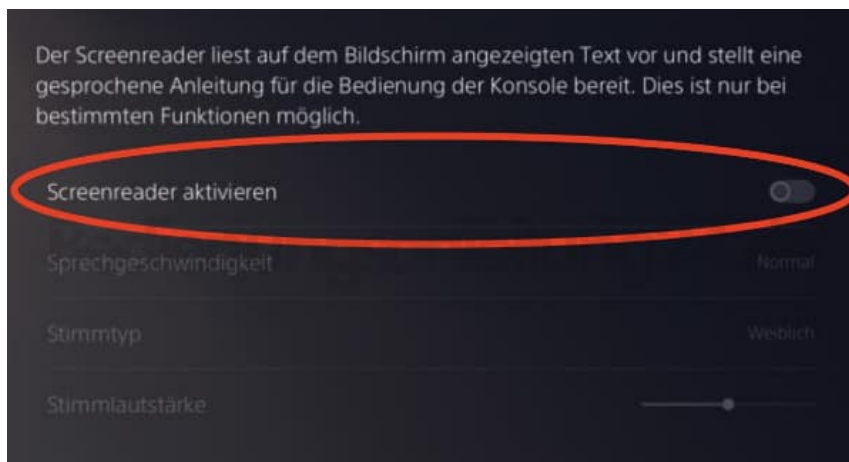 Der Screenreader liest auf dem Bildschirm angezeigten Text vor und stellt eine
gesprochene Anleitung für die Bedienung der Konsole bereit. Dies ist nur bei
bestimmten Funktionen möglich.
Screenreader aktivieren
Sprechgeschwindigkeit Normal
Stimmtyp Weiblich
Stimmlautstärke